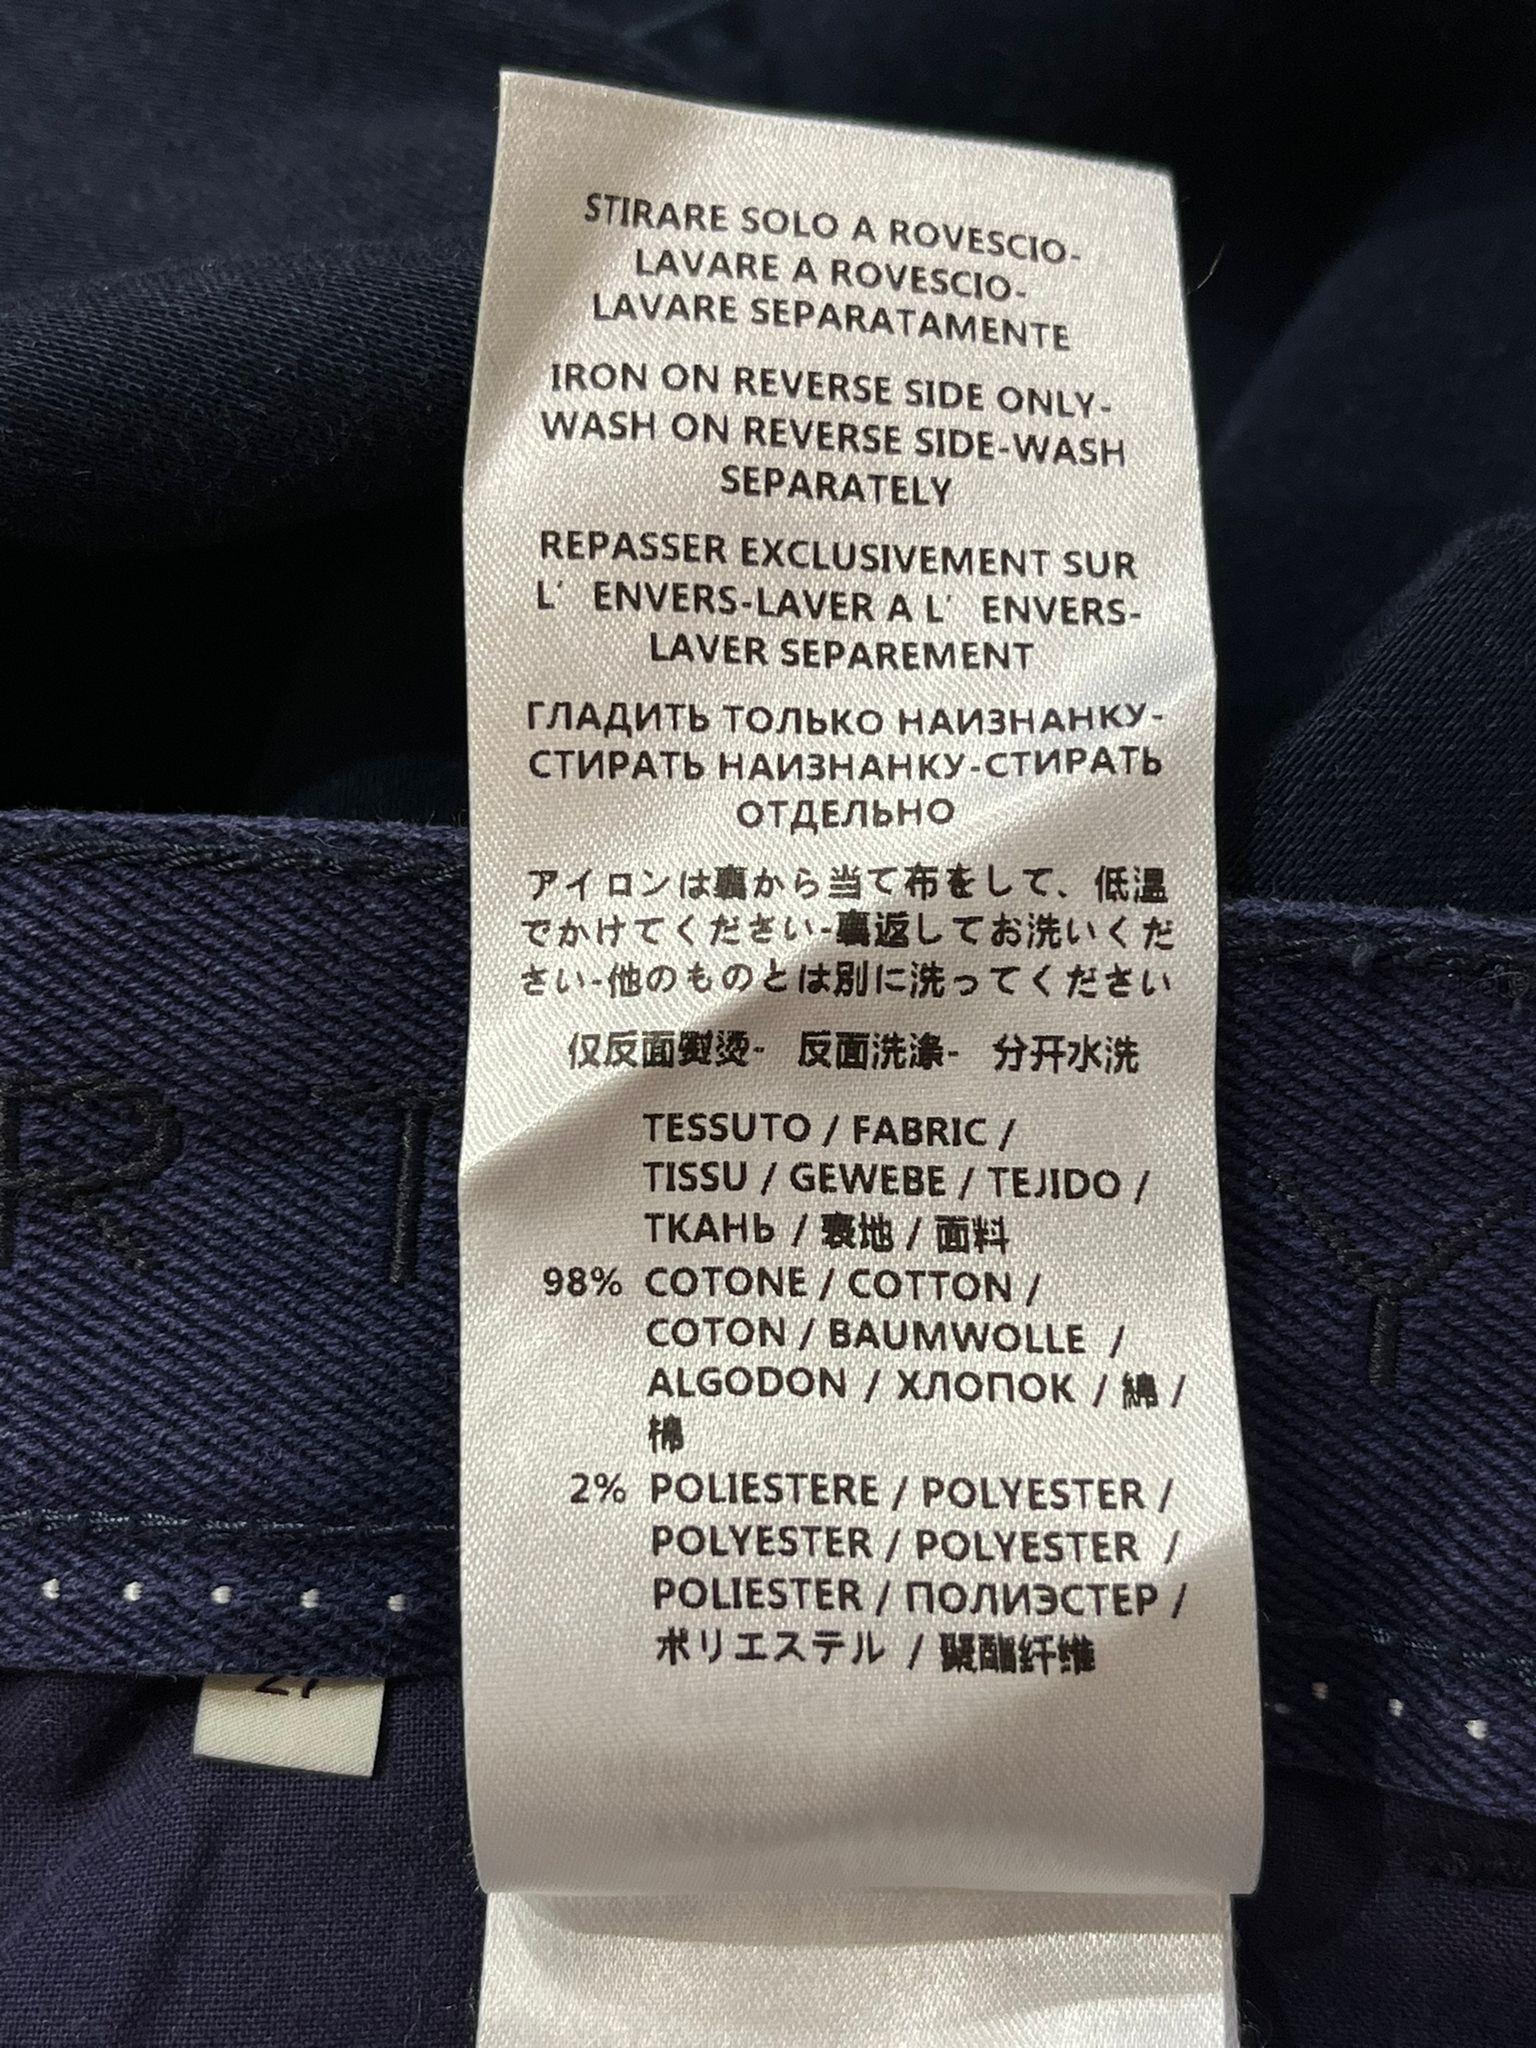 STIRARE SOLO A ROVESCIO-
LAVARE A ROVESCIO-
LAVARE SEPARATAMENTE
IRON ON REVERSE SIDE ONLY-
WASH ON REVERSE SIDE-WASH
SEPARATELY
REPASSER EXCLUSIVEMENT SUR
L' ENVERS-LAVER A L' ENVERS-
LAVER SEPAREMENT
ГЛАДИТЬ ТОЛЬКО НАИЗНАНКУ-
СТИРАТЬ НАИЗНАНКУ-СТИРАТЬ
ОТДЕЛЬНО
アイロンは裏から当て布をして、低温
でかけてください-裏返してお洗いくだ
さい-他のものとは別に洗ってください
仅反面熨烫- 反面洗涤- 分开水洗
TESSUTO / FABRIC /
TISSU / GEWEBE / TEJIDO /
ТКАНЬ / 表地 / 面料
98% COTONE / COTTON /
COTON / BAUMWOLLE /
ALGODON / ХЛОПОК / 綿 /
棉
2% POLIESTERE / POLYESTER /
POLYESTER / POLYESTER /
POLIESTER / ПОЛИЭСТЕР /
ポリエステル / 聚酯纤维
R T
Y